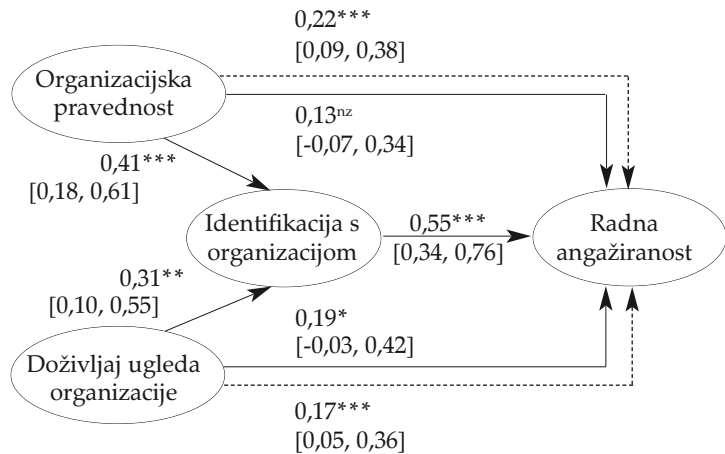 0,22***
[0,09, 0,38]
Organizacijska
pravednost
0,13ⁿᶻ
[-0,07, 0,34]
0,41***
[0,18, 0,61]
Identifikacija s
organizacijom
0,55***
[0,34, 0,76]
Radna
angažiranost
0,31**
[0,10, 0,55]
0,19*
[-0,03, 0,42]
Doživljaj ugleda
organizacije
0,17***
[0,05, 0,36]